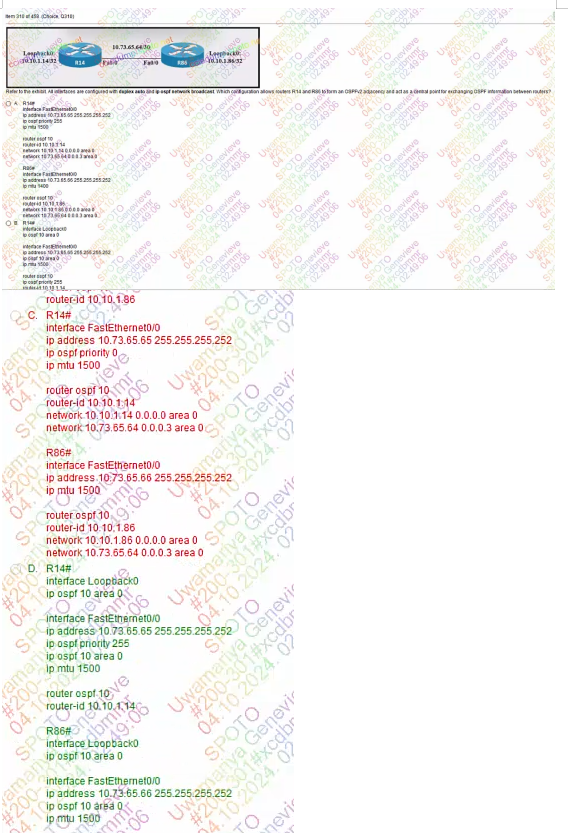 Item 310 of 458 (Choice, Q310)
10.73.65.64/30
Loopback0:
10.10.1.14/32
R14
Fa0/0
Fa0/0
R86
Loopback0:
10.10.1.86/32
Refer to the exhibit. All interfaces are configured with duplex auto and ip ospf network broadcast. Which configuration allows routers R14 and R86 to form an OSPFv2 adjacency and act as a central point for exchanging OSPF information between routers?
A. R14#
interface FastEthernet0/0
ip address 10.73.65.65 255.255.255.252
ip ospf priority 255
ip mtu 1500
router ospf 10
router-id 10.10.1.14
network 10.10.1.14 0.0.0.0 area 0
network 10.73.65.64 0.0.0.3 area 0
R86#
interface FastEthernet0/0
ip address 10.73.65.66 255.255.255.252
ip mtu 1400
router ospf 10
router-id 10.10.1.86
network 10.10.1.86 0.0.0.0 area 0
network 10.73.65.64 0.0.0.3 area 0
B. R14#
interface Loopback0
ip ospf 10 area 0
interface FastEthernet0/0
ip address 10.73.65.65 255.255.255.252
ip ospf 10 area 0
ip mtu 1500
router ospf 10
ip ospf priority 255
router-id 10.10.1.14
router-id 10.10.1.86
C. R14#
interface FastEthernet0/0
ip address 10.73.65.65 255.255.255.252
ip ospf priority 0
ip mtu 1500
router ospf 10
router-id 10.10.1.14
network 10.10.1.14 0.0.0.0 area 0
network 10.73.65.64 0.0.0.3 area 0
R86#
interface FastEthernet0/0
ip address 10.73.65.66 255.255.255.252
ip mtu 1500
router ospf 10
router-id 10.10.1.86
network 10.10.1.86 0.0.0.0 area 0
network 10.73.65.64 0.0.0.3 area 0
D. R14#
interface Loopback0
ip ospf 10 area 0
interface FastEthernet0/0
ip address 10.73.65.65 255.255.255.252
ip ospf priority 255
ip ospf 10 area 0
ip mtu 1500
router ospf 10
router-id 10.10.1.14
R86#
interface Loopback0
ip ospf 10 area 0
interface FastEthernet0/0
ip address 10.73.65.66 255.255.255.252
ip ospf 10 area 0
ip mtu 1500